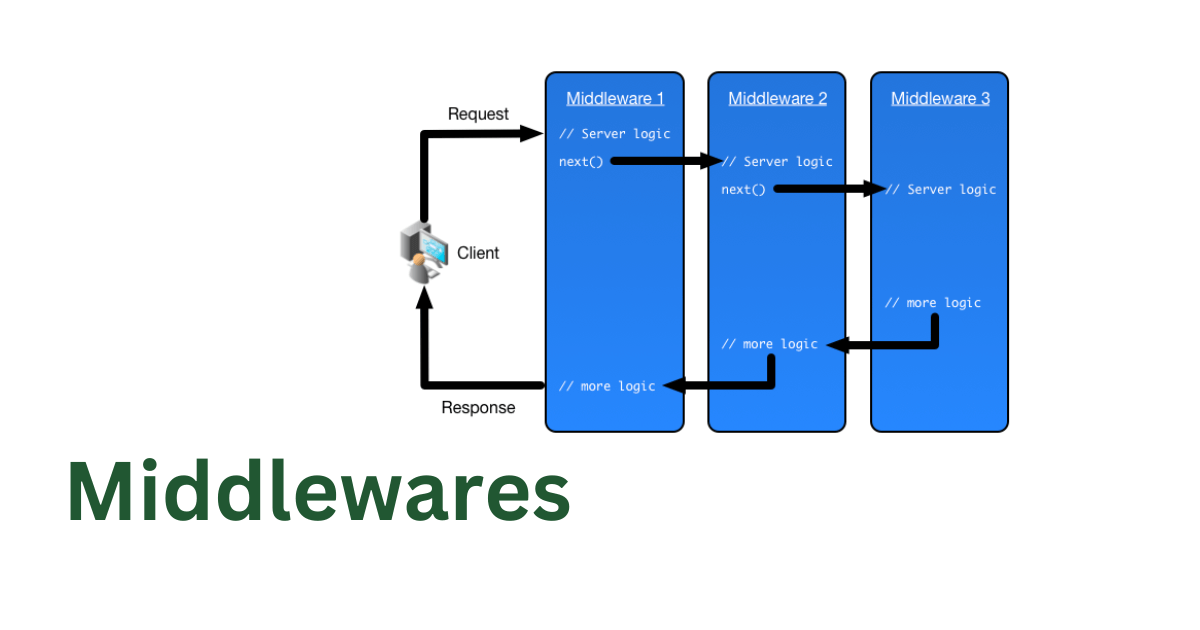 Request
Client
Response
Middleware 1
// Server logic
next()
// more logic
Middleware 2
// Server logic
next()
// more logic
Middleware 3
// Server logic
// more logic
Middlewares